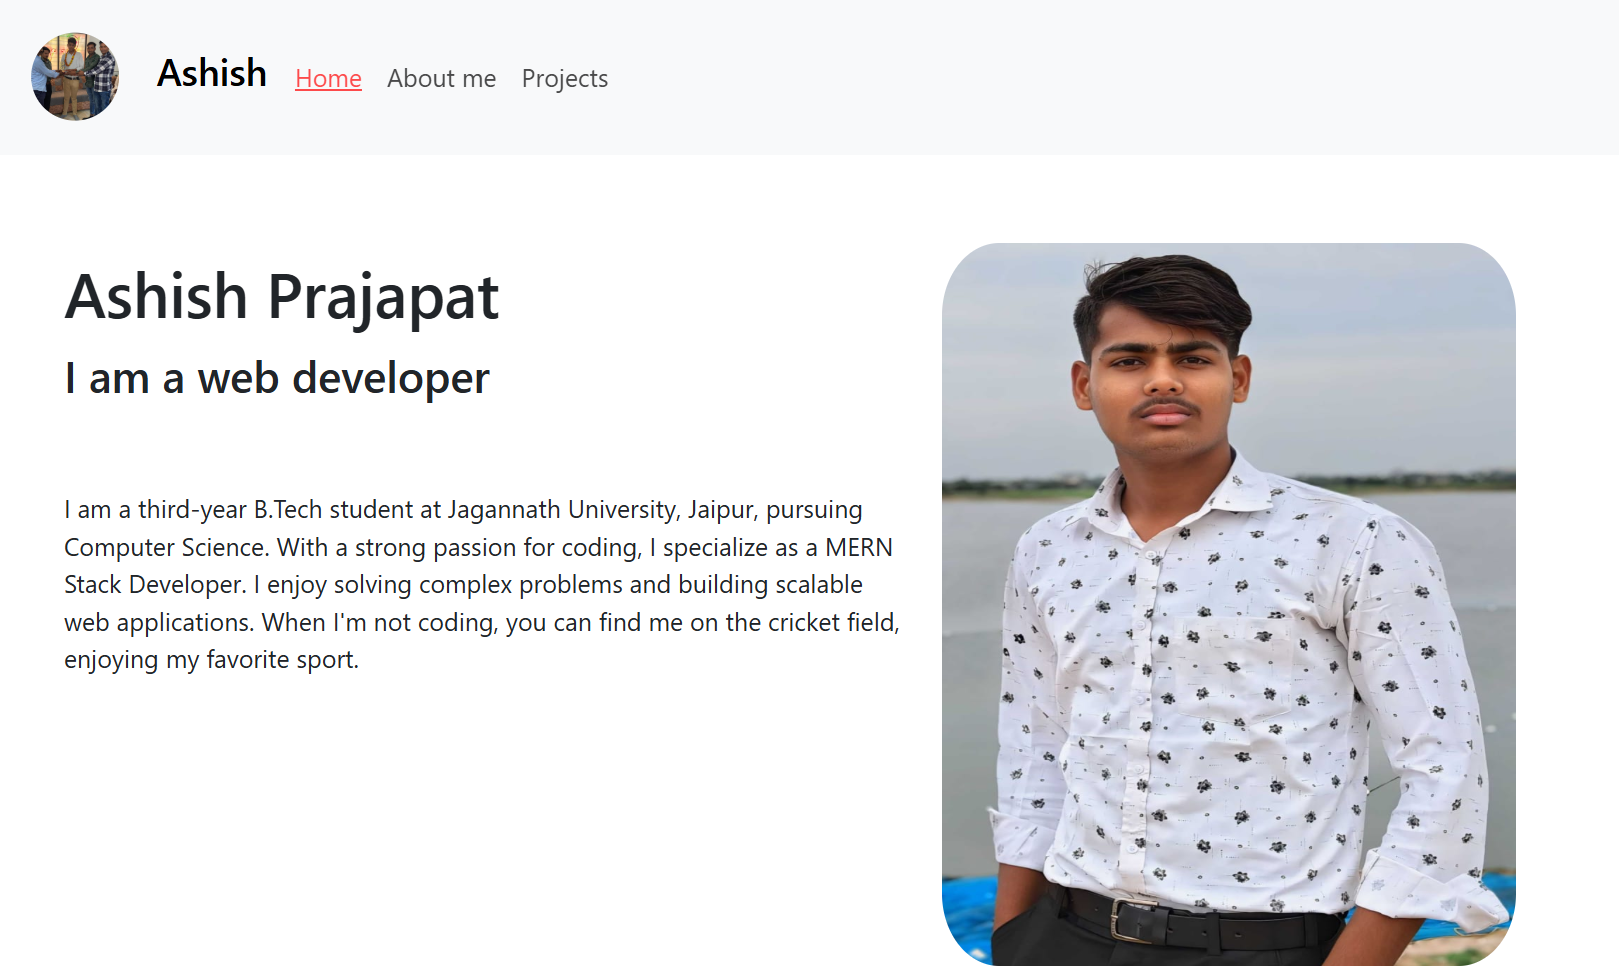 Ashish Home About me Projects
Ashish Prajapat
I am a web developer
I am a third-year B.Tech student at Jagannath University, Jaipur, pursuing
Computer Science. With a strong passion for coding, I specialize as a MERN
Stack Developer. I enjoy solving complex problems and building scalable
web applications. When I'm not coding, you can find me on the cricket field,
enjoying my favorite sport.